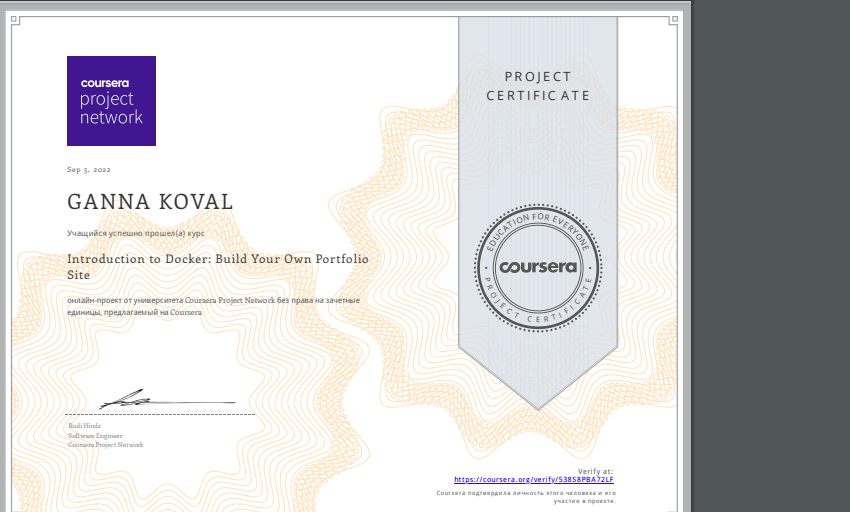 coursera
project
network
PROJECT
CERTIFICATE
Sep 5, 2022
GANNA KOVAL
Учащийся успешно прошел(а) курс
Introduction to Docker: Build Your Own Portfolio
Site
онлайн-проект от университета Coursera Project Network без права на зачетные
единицы, предлагаемый на Coursera
EDUCATION FOR EVERYONE
coursera
PROJECT CERTIFICATE
Rudi Hinds
Software Engineer
Coursera Project Network
Verify at:
https://coursera.org/verify/53858PBA72LF
Coursera подтвердила личность этого человека и его
участие в проекте.